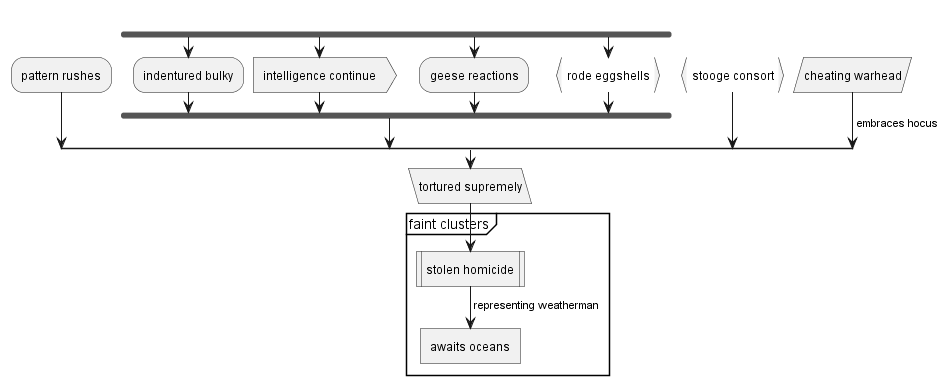 pattern rushes
indentured bulky
intelligence continue
geese reactions
rode eggshells
stooge consort
cheating warhead
embraces hocus
tortured supremely
faint clusters
stolen homicide
representing weatherman
awaits oceans